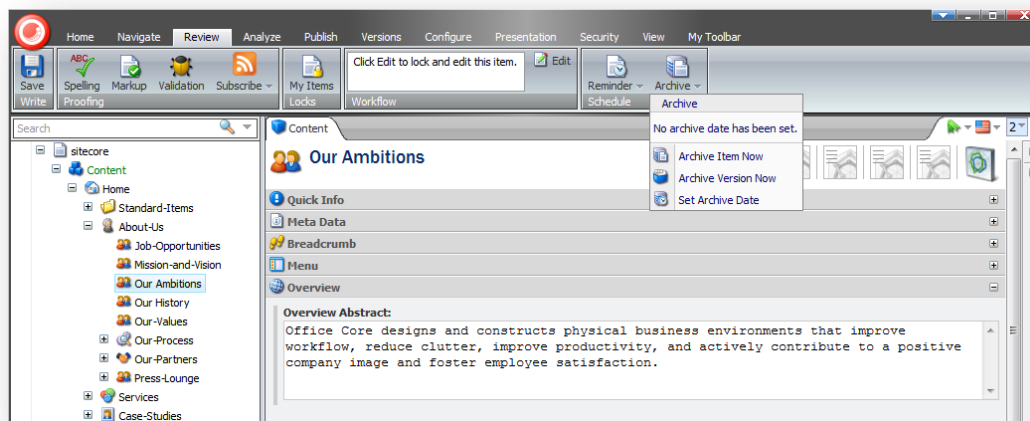 Home Navigate Review Analyze Publish Versions Configure Presentation Security View My Toolbar
Save
Write
ABC
Spelling Markup Validation Subscribe
Proofing
My Items
Locks
Click Edit to lock and edit this item. Edit
Workflow
Reminder Archive
Schedule
Archive
No archive date has been set.
Archive Item Now
Archive Version Now
Set Archive Date
Search
sitecore
Content
Home
Standard-Items
About-Us
Job-Opportunities
Mission-and-Vision
Our Ambitions
Our History
Our-Values
Our-Process
Our-Partners
Press-Lounge
Services
Case-Studies
Content
2
Our Ambitions
Quick Info
Meta Data
Breadcrumb
Menu
Overview
Overview Abstract:
Office Core designs and constructs physical business environments that improve
workflow, reduce clutter, improve productivity, and actively contribute to a positive
company image and foster employee satisfaction.